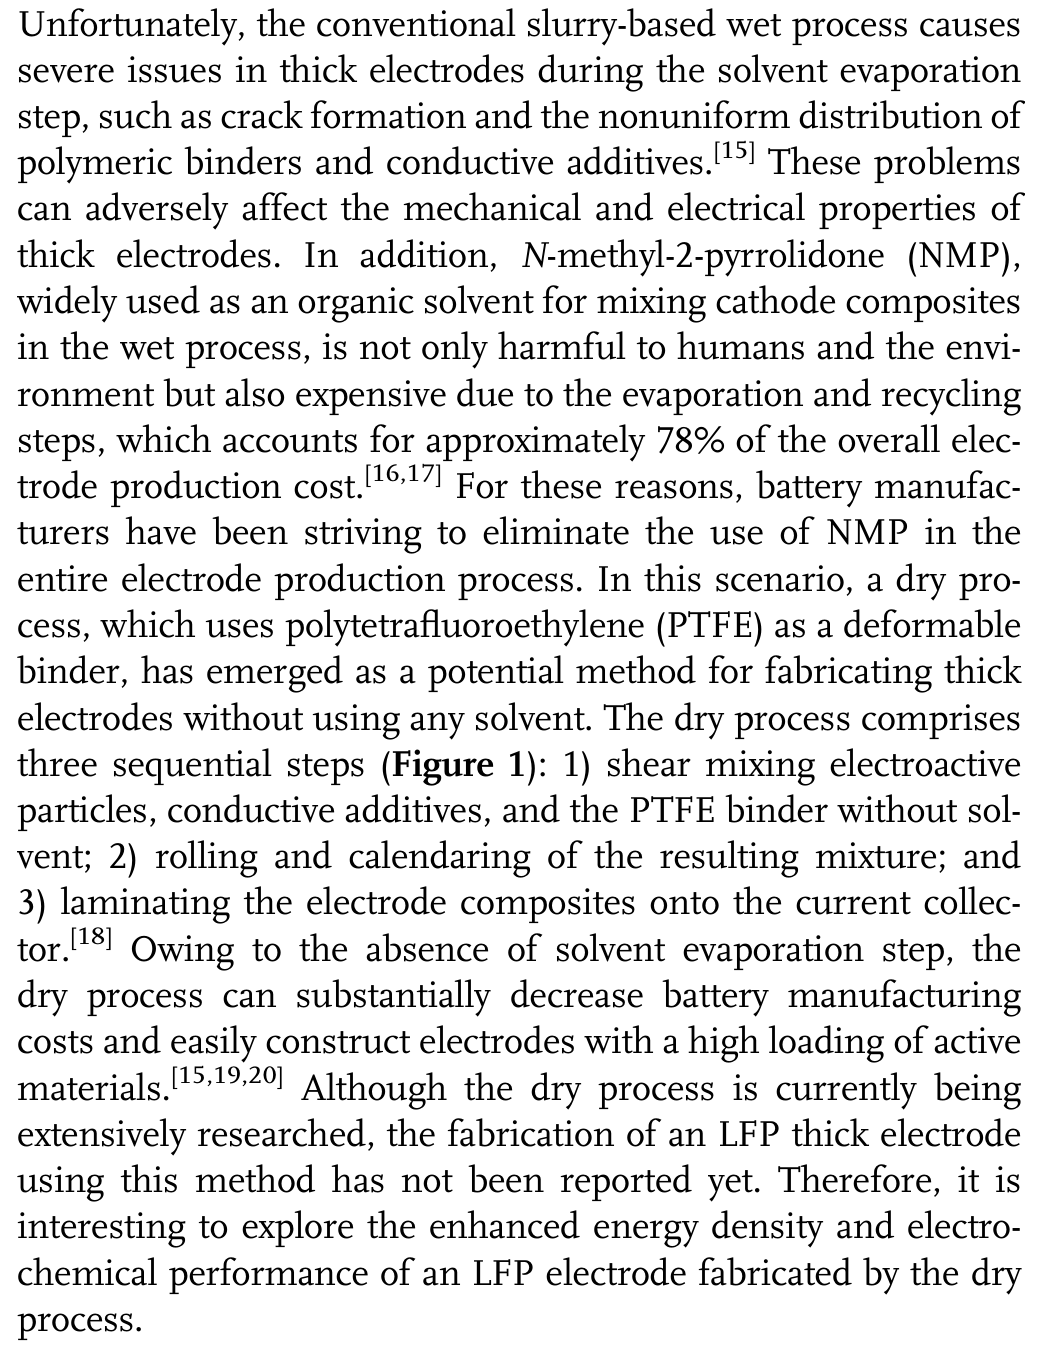 Unfortunately, the conventional slurry-based wet process causes
severe issues in thick electrodes during the solvent evaporation
step, such as crack formation and the nonuniform distribution of
polymeric binders and conductive additives.[15] These problems
can adversely affect the mechanical and electrical properties of
thick electrodes. In addition, N-methyl-2-pyrrolidone (NMP),
widely used as an organic solvent for mixing cathode composites
in the wet process, is not only harmful to humans and the envi-
ronment but also expensive due to the evaporation and recycling
steps, which accounts for approximately 78% of the overall elec-
trode production cost.[16,17] For these reasons, battery manufac-
turers have been striving to eliminate the use of NMP in the
entire electrode production process. In this scenario, a dry pro-
cess, which uses polytetrafluoroethylene (PTFE) as a deformable
binder, has emerged as a potential method for fabricating thick
electrodes without using any solvent. The dry process comprises
three sequential steps (Figure 1): 1) shear mixing electroactive
particles, conductive additives, and the PTFE binder without sol-
vent; 2) rolling and calendaring of the resulting mixture; and
3) laminating the electrode composites onto the current collec-
tor.[18] Owing to the absence of solvent evaporation step, the
dry process can substantially decrease battery manufacturing
costs and easily construct electrodes with a high loading of active
materials.[15,19,20] Although the dry process is currently being
extensively researched, the fabrication of an LFP thick electrode
using this method has not been reported yet. Therefore, it is
interesting to explore the enhanced energy density and electro-
chemical performance of an LFP electrode fabricated by the dry
process.